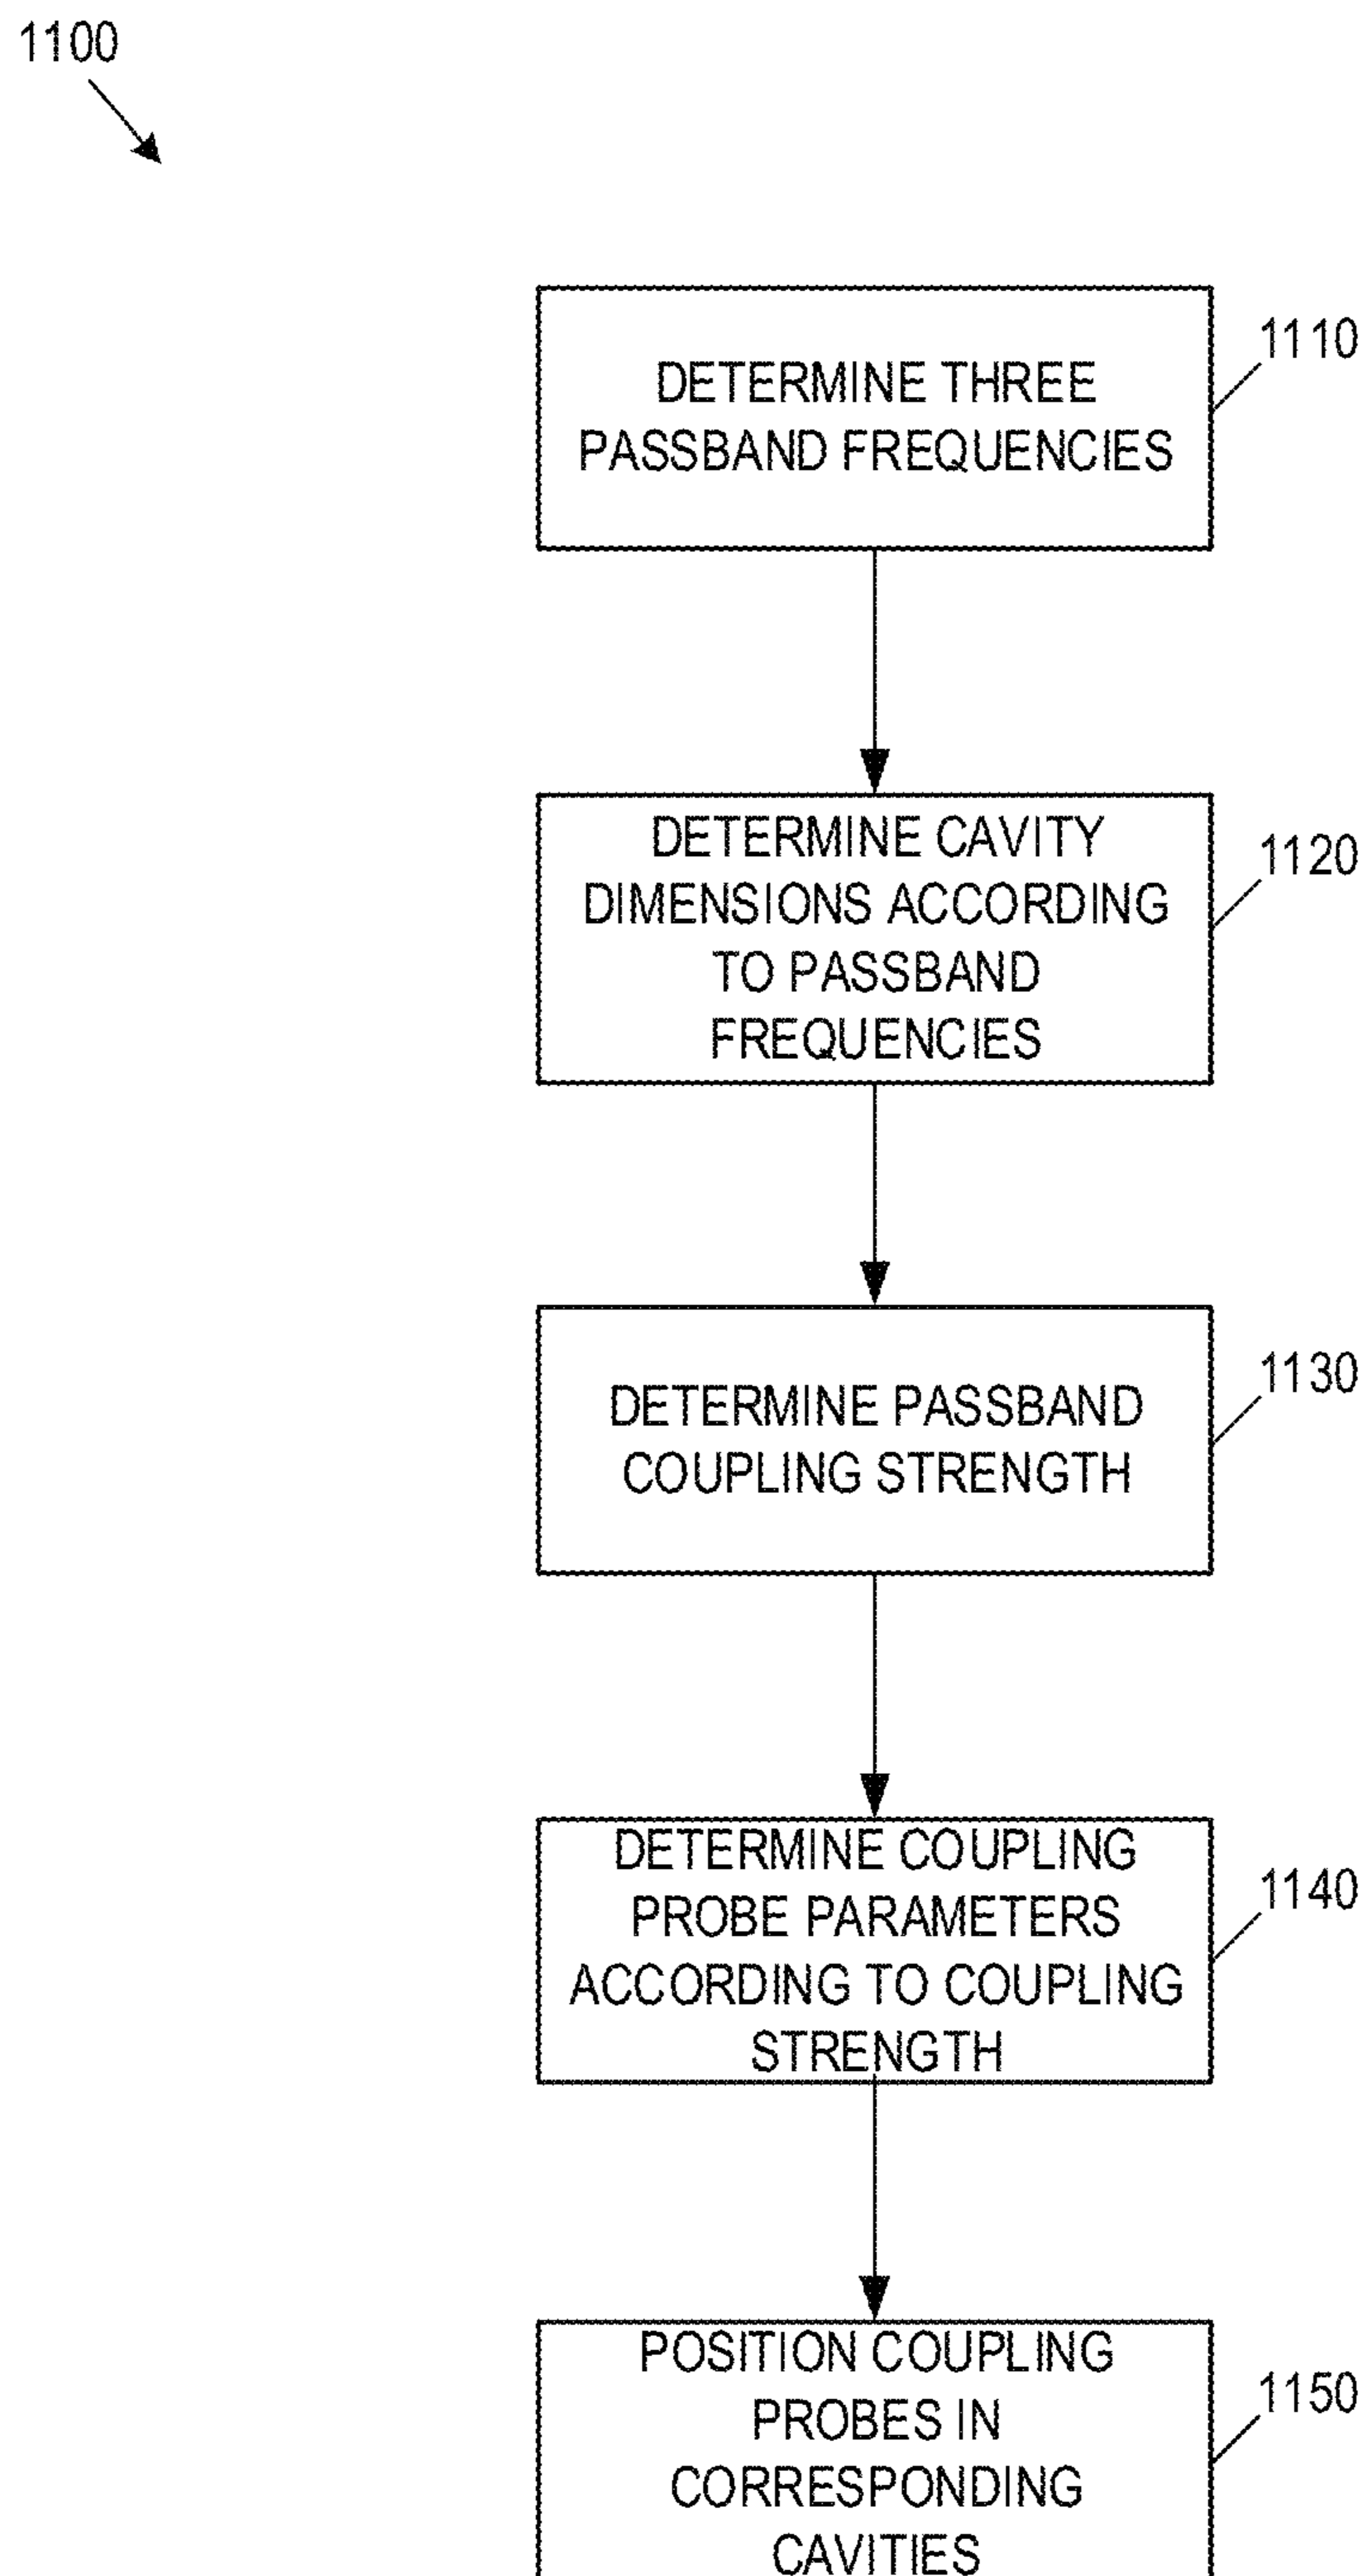 1100
DETERMINE THREE
PASSBAND FREQUENCIES
1110
DETERMINE CAVITY
DIMENSIONS ACCORDING
TO PASSBAND
FREQUENCIES
1120
DETERMINE PASSBAND
COUPLING STRENGTH
1130
DETERMINE COUPLING
PROBE PARAMETERS
ACCORDING TO COUPLING
STRENGTH
1140
POSITION COUPLING
PROBES IN
CORRESPONDING
CAVITIES
1150